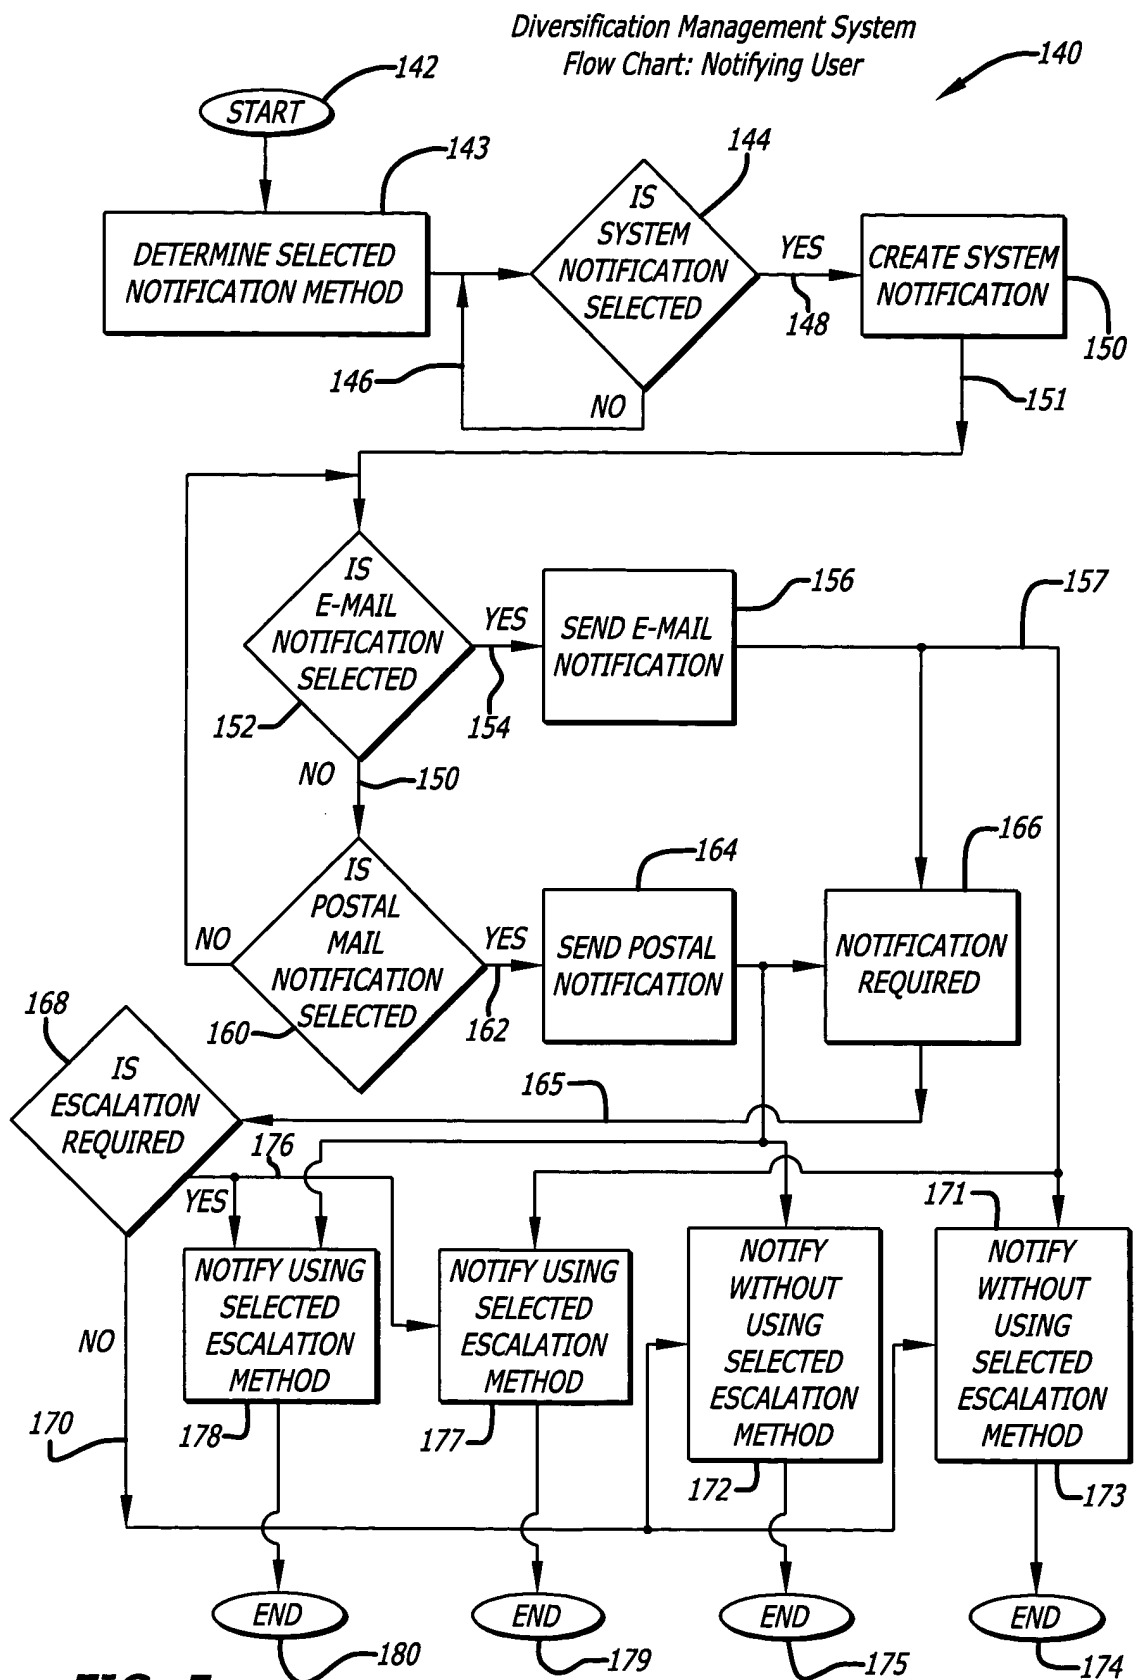 Diversification Management System
Flow Chart: Notifying User
140
142
START
143
144
DETERMINE SELECTED
NOTIFICATION METHOD
IS
SYSTEM
NOTIFICATION
SELECTED
YES
148
CREATE SYSTEM
NOTIFICATION
150
146
NO
151
IS
E-MAIL
NOTIFICATION
SELECTED
152
YES
154
SEND E-MAIL
NOTIFICATION
156
157
NO
150
IS
POSTAL
MAIL
NOTIFICATION
SELECTED
160
NO
YES
162
164
SEND POSTAL
NOTIFICATION
166
NOTIFICATION
REQUIRED
168
IS
ESCALATION
REQUIRED
165
176
YES
171
NO
170
NOTIFY USING
SELECTED
ESCALATION
METHOD
178
NOTIFY USING
SELECTED
ESCALATION
METHOD
177
NOTIFY
WITHOUT
USING
SELECTED
ESCALATION
METHOD
172
NOTIFY
WITHOUT
USING
SELECTED
ESCALATION
METHOD
173
END
180
END
179
END
175
END
174